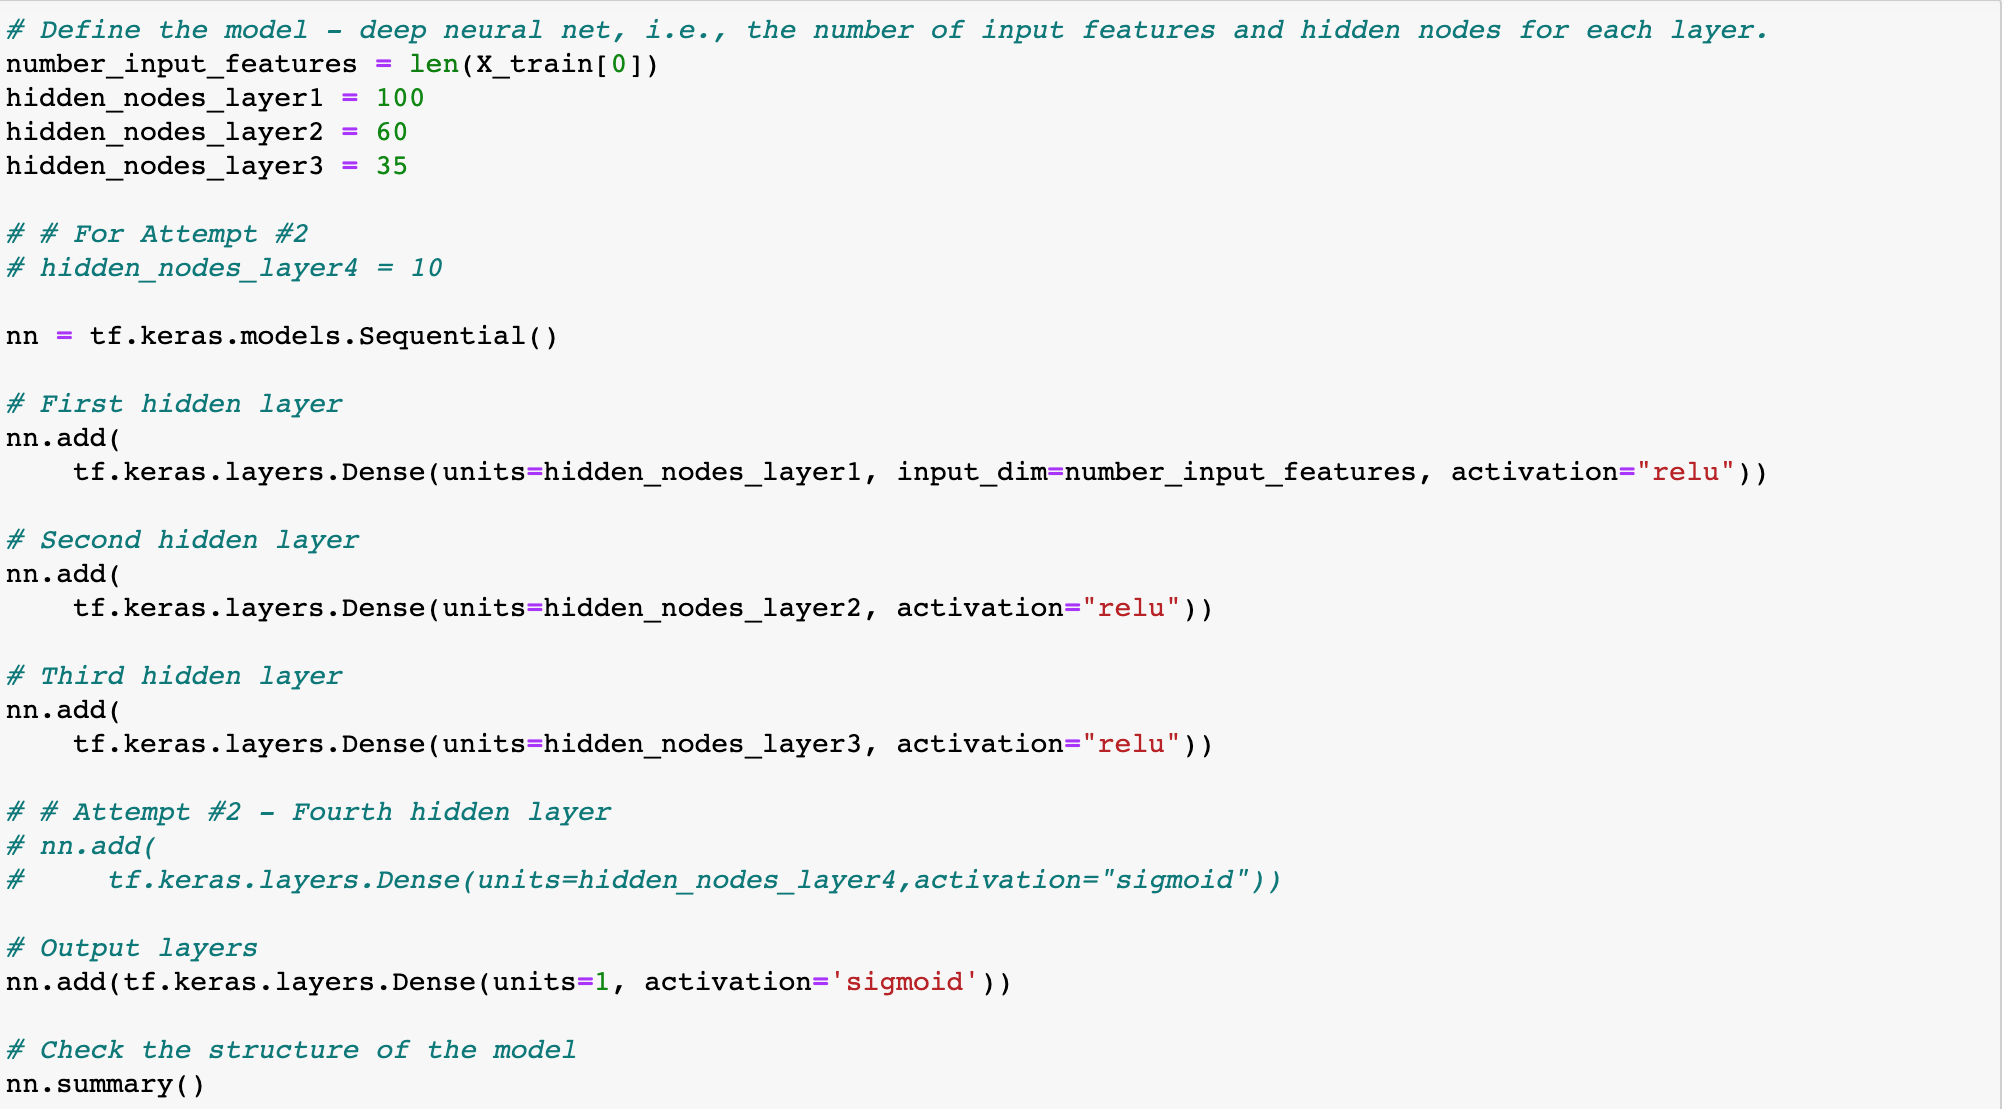 # Define the model - deep neural net, i.e., the number of input features and hidden nodes for each layer.
number_input_features = len(X_train[0])
hidden_nodes_layer1 = 100
hidden_nodes_layer2 = 60
hidden_nodes_layer3 = 35

# # For Attempt #2
# hidden_nodes_layer4 = 10

nn = tf.keras.models.Sequential()

# First hidden layer
nn.add(
    tf.keras.layers.Dense(units=hidden_nodes_layer1, input_dim=number_input_features, activation="relu"))

# Second hidden layer
nn.add(
    tf.keras.layers.Dense(units=hidden_nodes_layer2, activation="relu"))

# Third hidden layer
nn.add(
    tf.keras.layers.Dense(units=hidden_nodes_layer3, activation="relu"))

# # Attempt #2 - Fourth hidden layer
# nn.add(
#     tf.keras.layers.Dense(units=hidden_nodes_layer4,activation="sigmoid"))

# Output layers
nn.add(tf.keras.layers.Dense(units=1, activation='sigmoid'))

# Check the structure of the model
nn.summary()